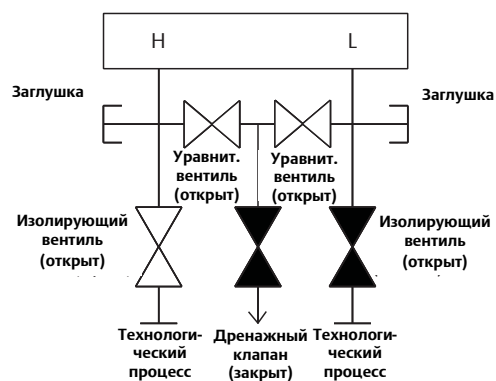 H
L
Заглушка
Заглушка
Уравнит.
вентиль
(открыт)
Уравнит.
вентиль
(открыт)
Изолирующий
вентиль
(открыт)
Изолирующий
вентиль
(открыт)
Технологи-
ческий
процесс
Дренажный
клапан
(закрыт)
Технологи-
ческий
процесс